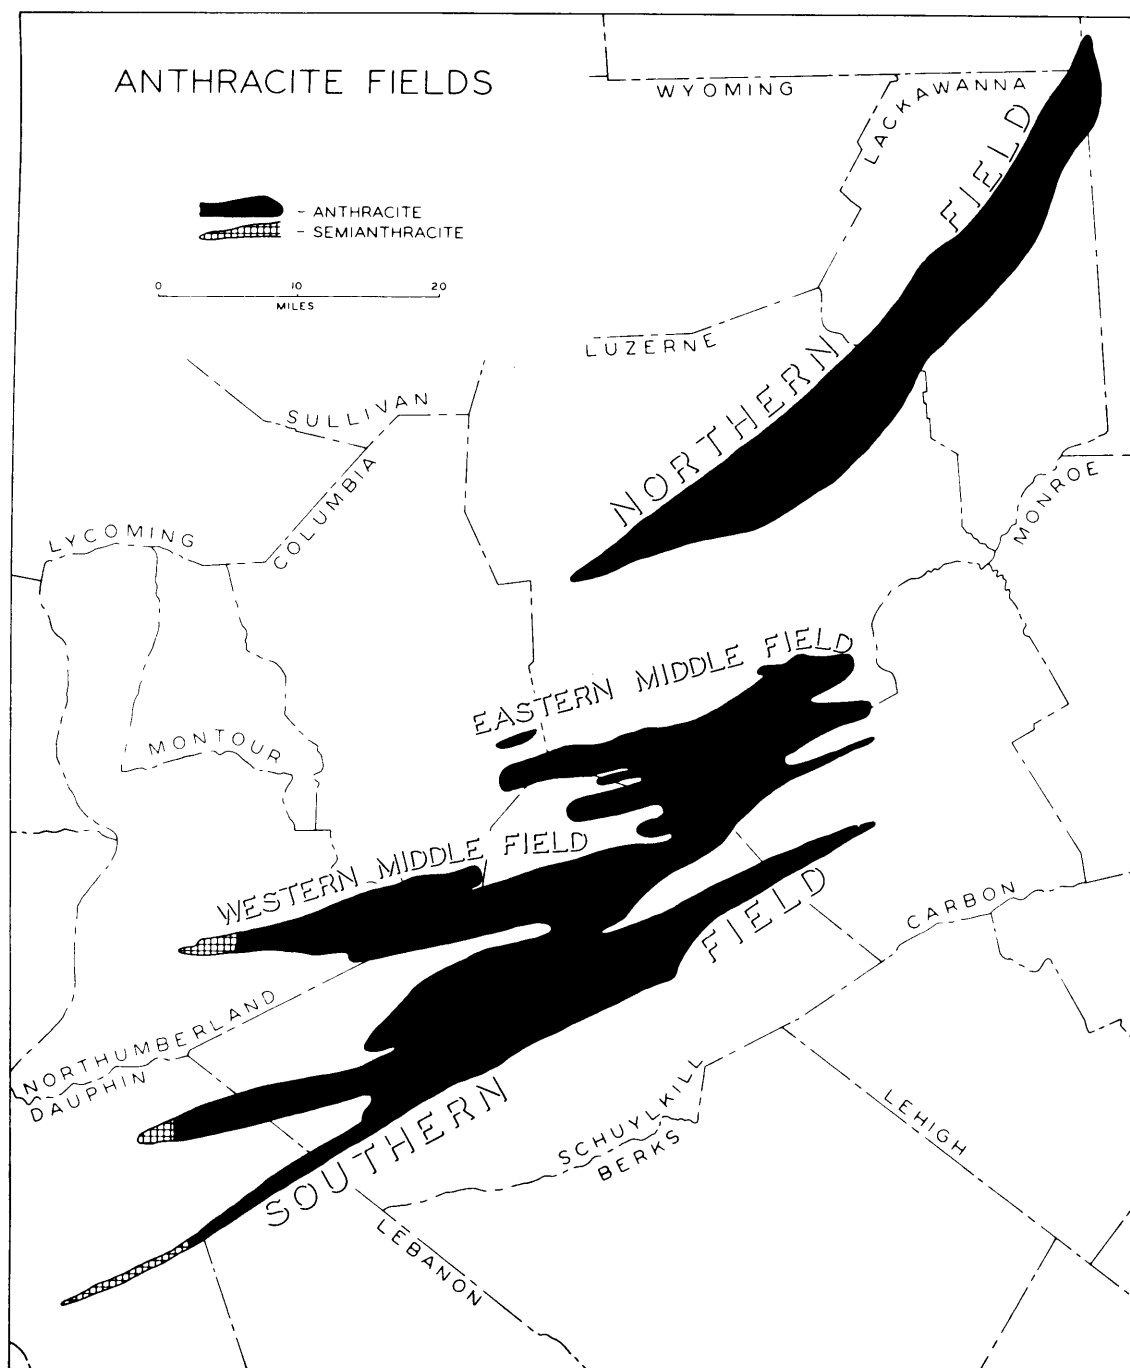 ANTHRACITE FIELDS
- ANTHRACITE
- SEMIANTHRACITE
0 10 20
MILES
WYOMING
LACKAWANNA
NORTHERN FIELD
LUZERNE
SULLIVAN
COLUMBIA
LYCOMING
MONROE
MONTOUR
EASTERN MIDDLE FIELD
WESTERN MIDDLE FIELD
CARBON
NORTHUMBERLAND
DAUPHIN
SOUTHERN FIELD
SCHUYLKILL
BERKS
LEHIGH
LEBANON